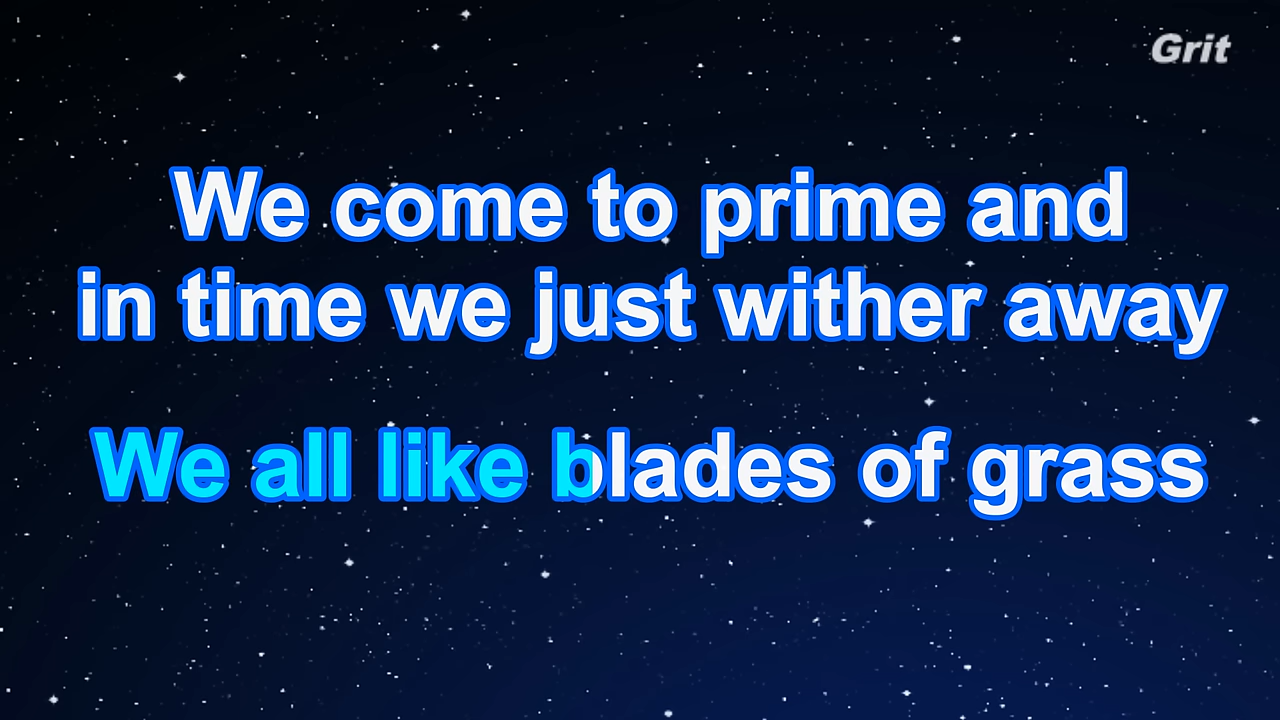 Grit
We come to prime and
in time we just wither away
We all like blades of grass